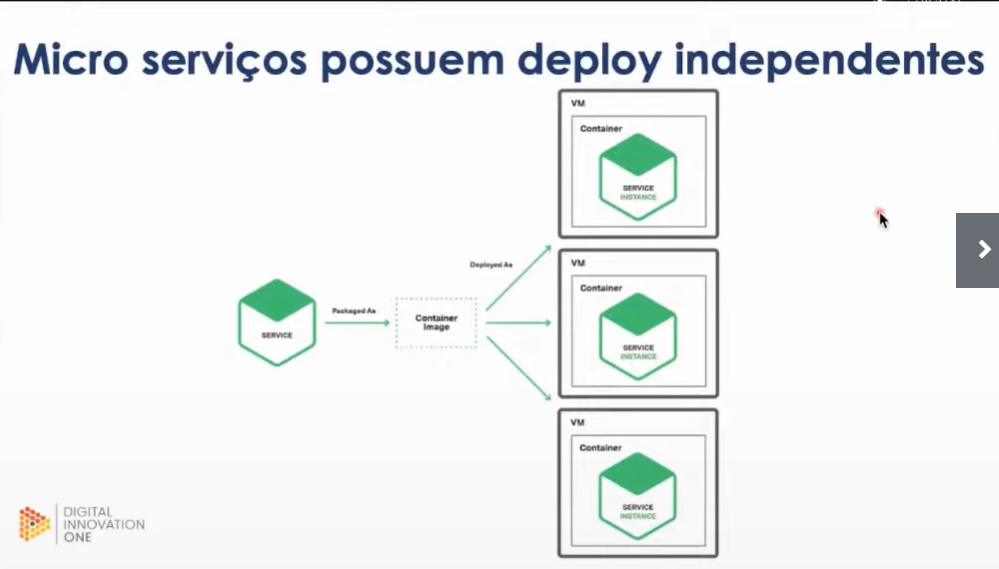 Micro serviços possuem deploy independentes
VM
Container
SERVICE
INSTANCE
Deployed As
VM
Container
SERVICE
INSTANCE
Packaged As
Container
Image
SERVICE
VM
Container
SERVICE
INSTANCE
DIGITAL
INNOVATION
ONE